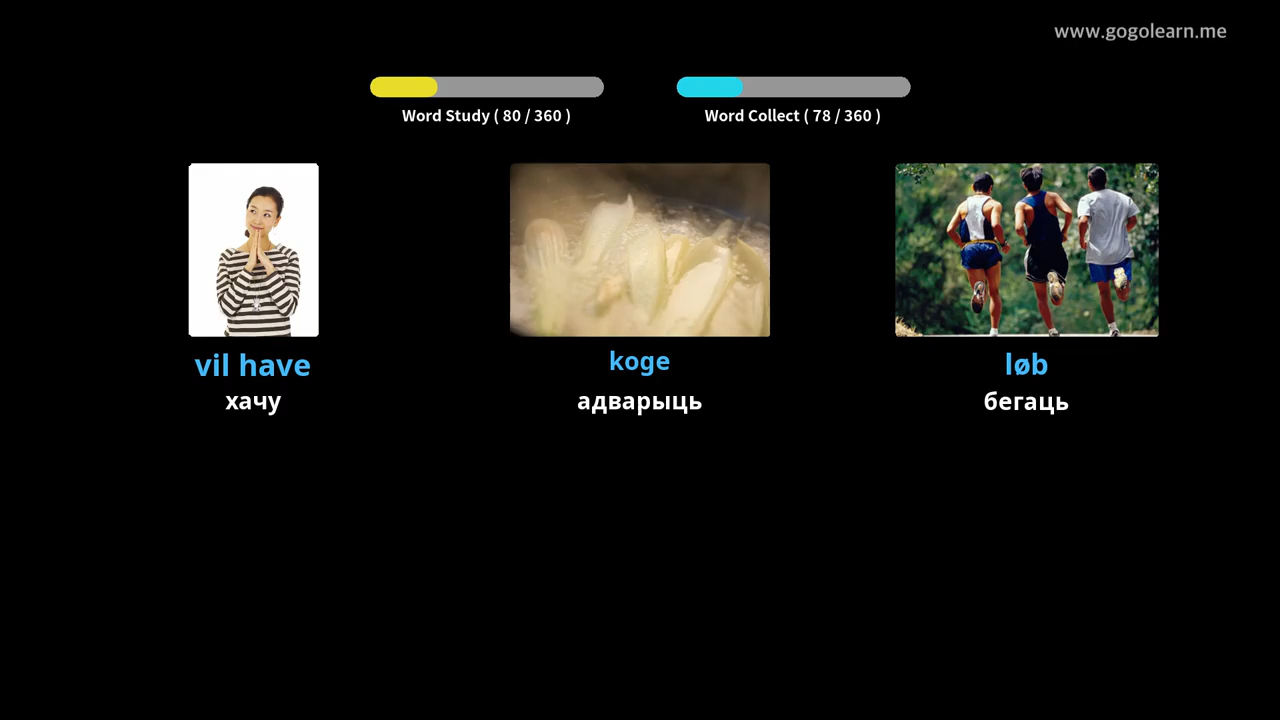 www.gogolearn.me
Word Study ( 80 / 360 )
Word Collect ( 78 / 360 )
vil have
хачу
koge
адварыць
løb
бегаць